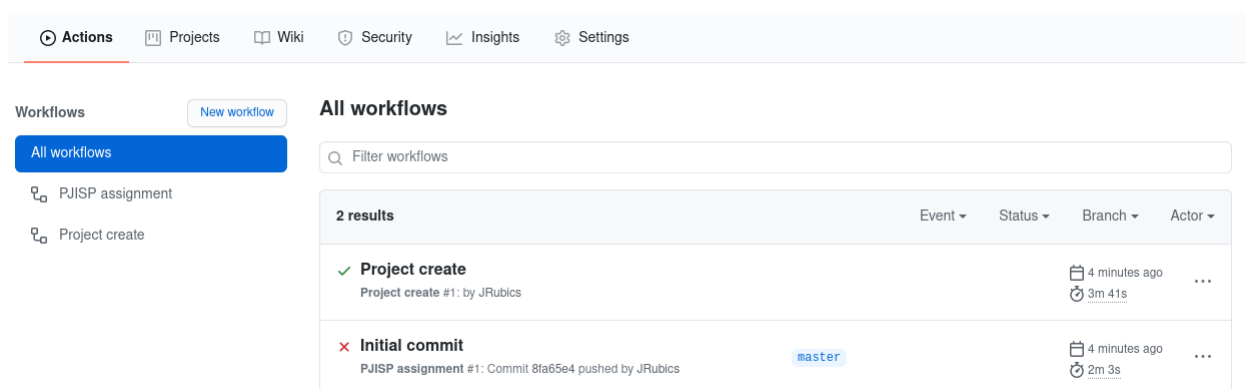 Actions Projects Wiki Security Insights Settings
Workflows New workflow
All workflows
PJISP assignment
Project create
All workflows
Filter workflows
2 results Event Status Branch Actor
Project create
Project create #1: by JRubics
4 minutes ago
3m 41s
Initial commit
PJISP assignment #1: Commit 8fa65e4 pushed by JRubics
master
4 minutes ago
2m 3s